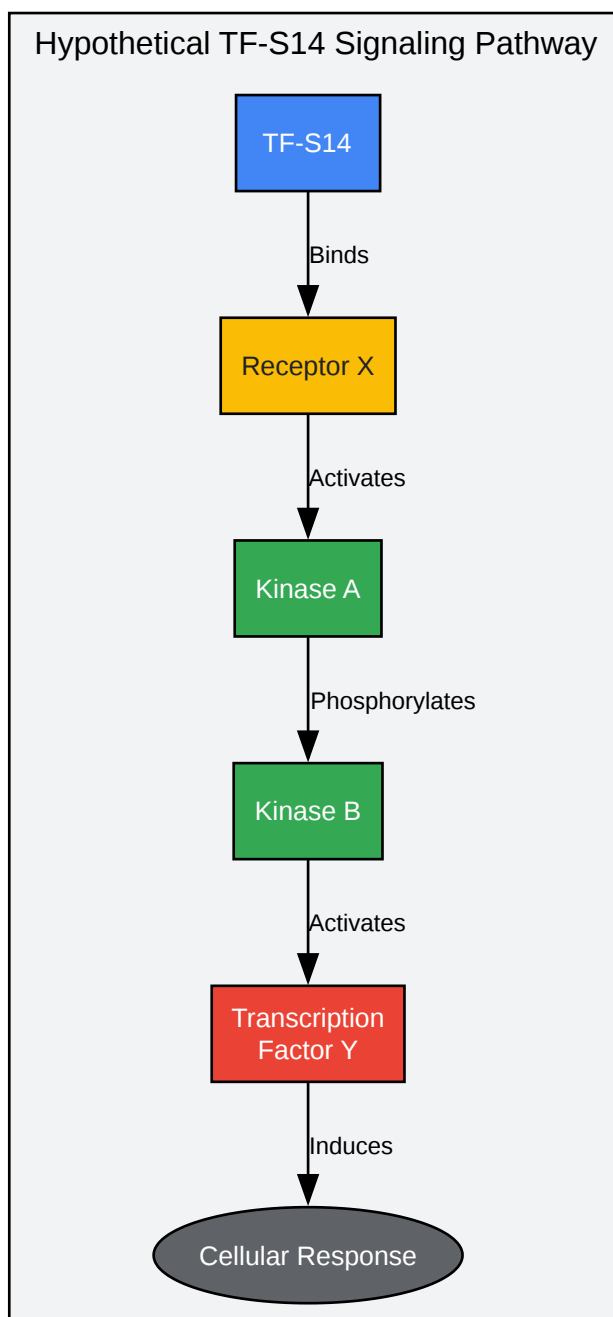 Hypothetical TF-S14 Signaling Pathway
TF-S14
Binds
Receptor X
Activates
Kinase A
Phosphorylates
Kinase B
Activates
Transcription
Factor Y
Induces
Cellular Response